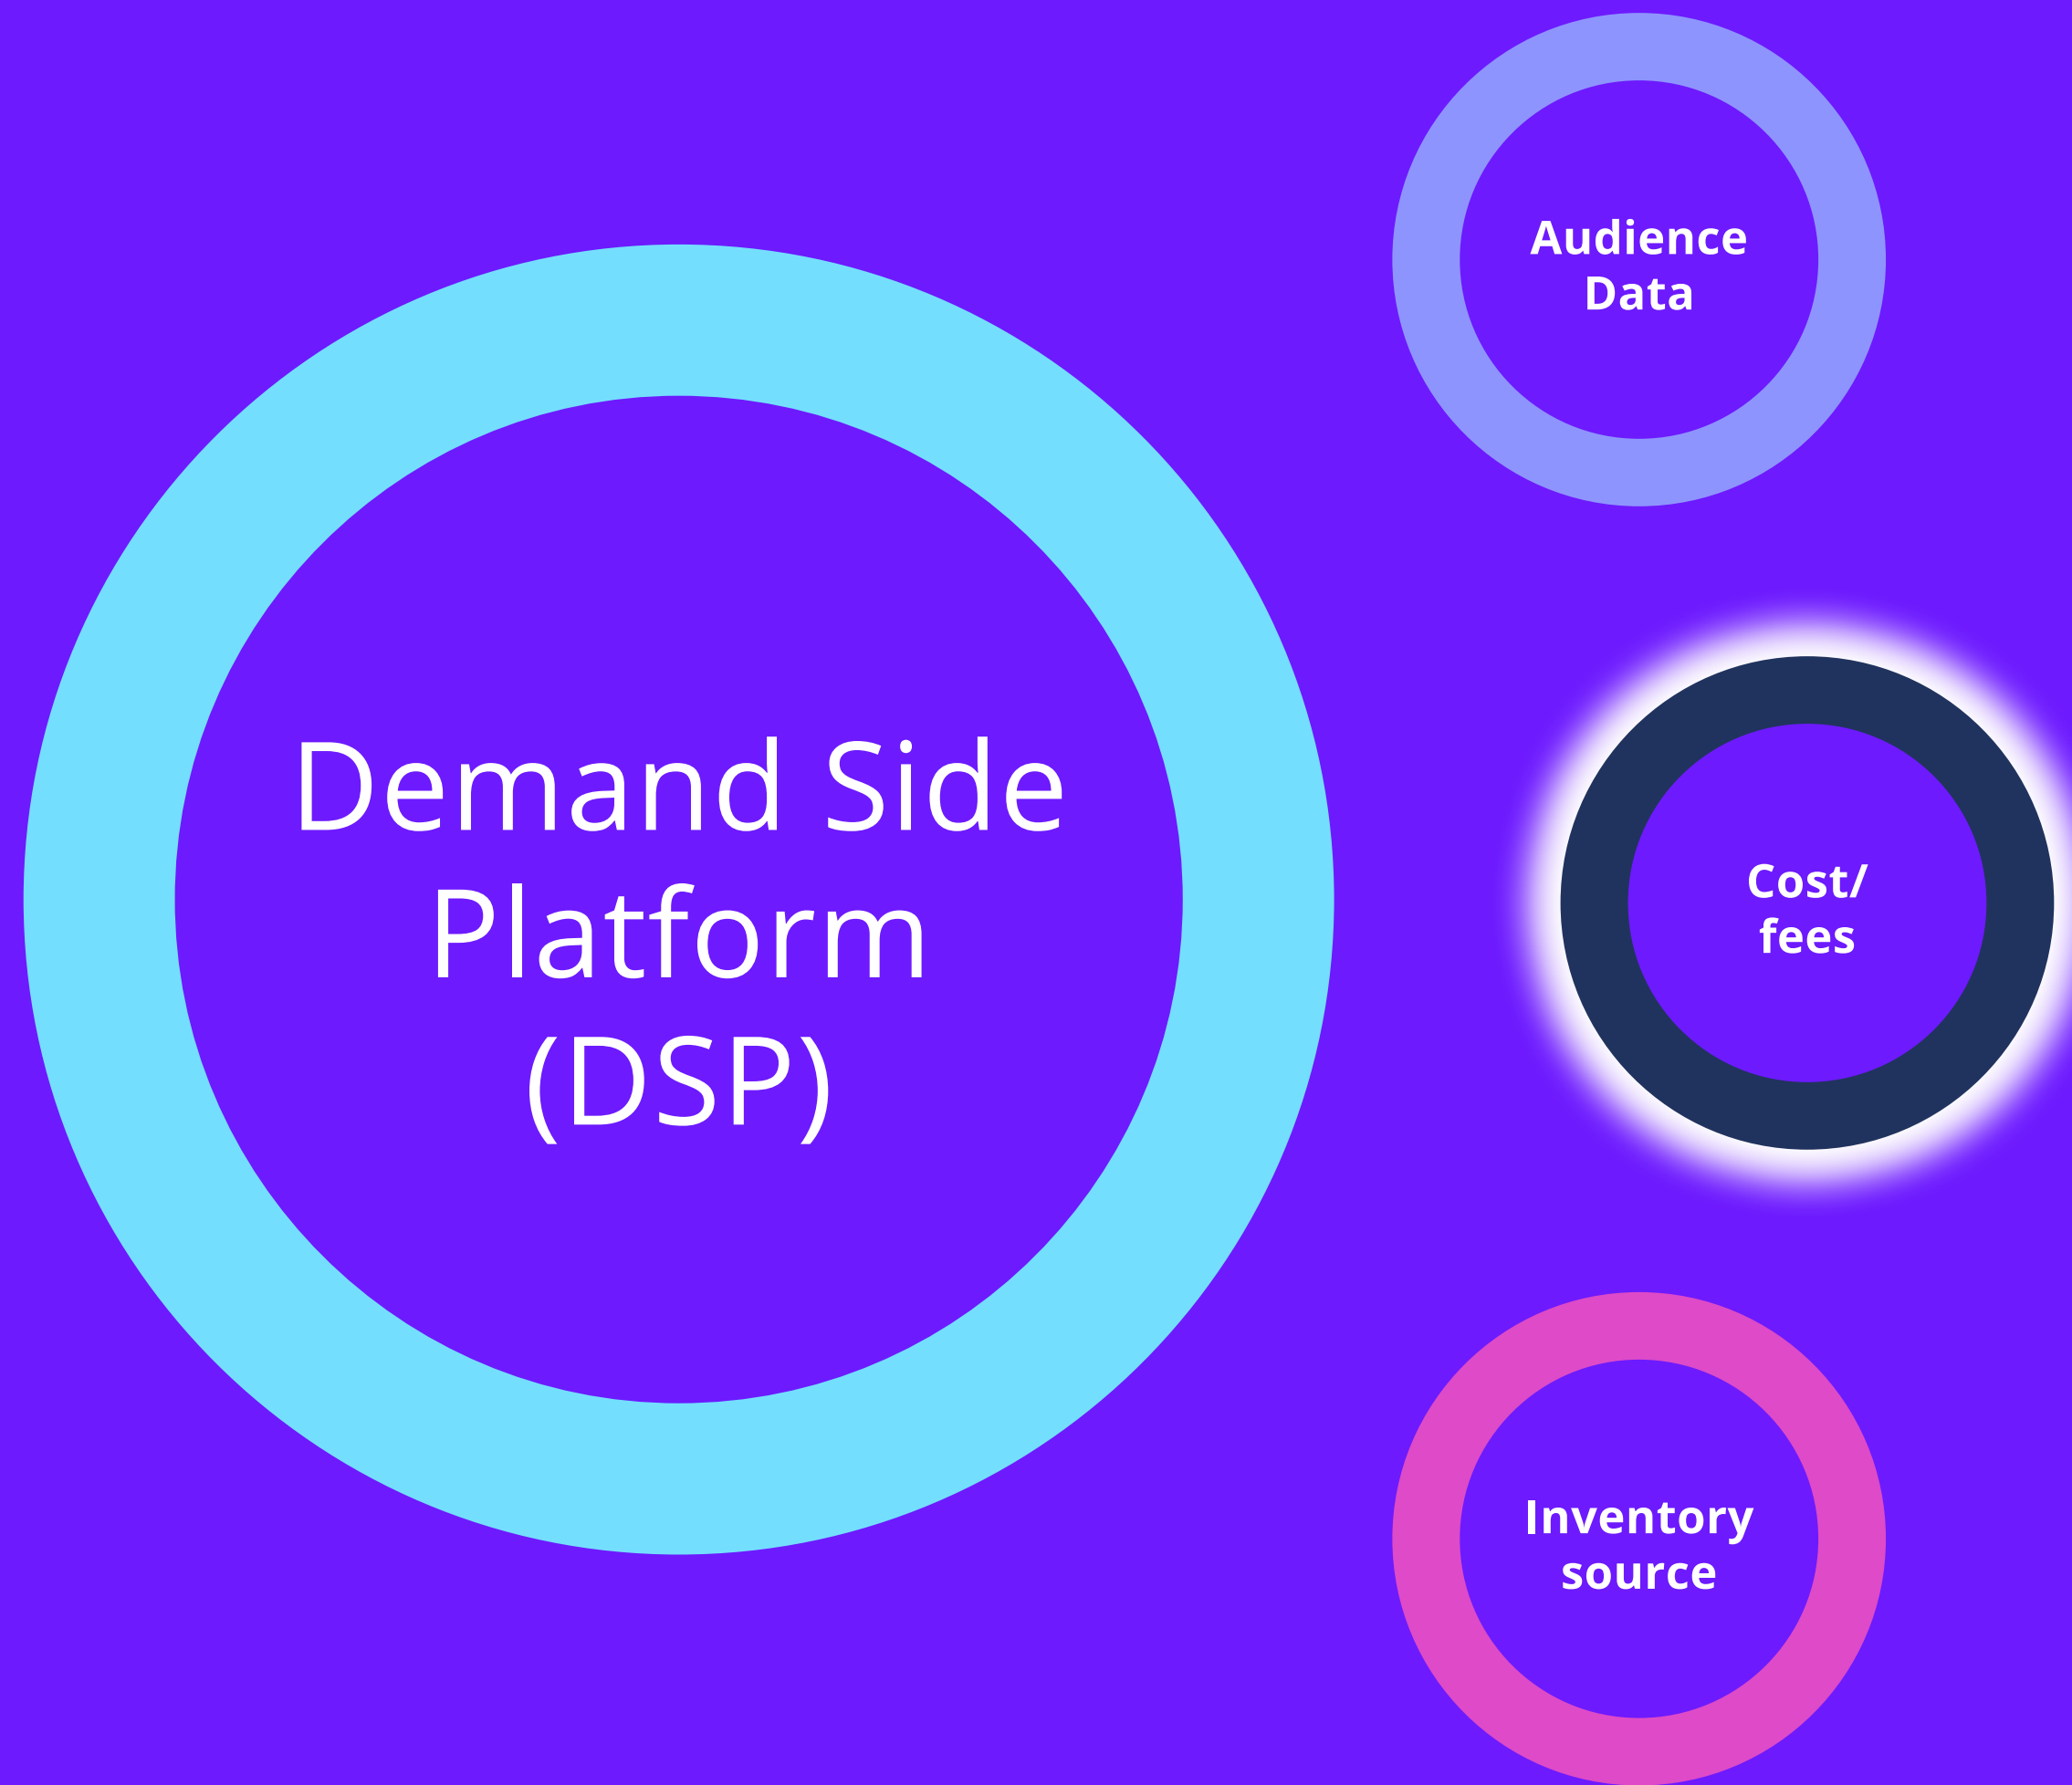 Demand Side
Platform
(DSP)
Audience
Data
Cost/
fees
Inventory
source